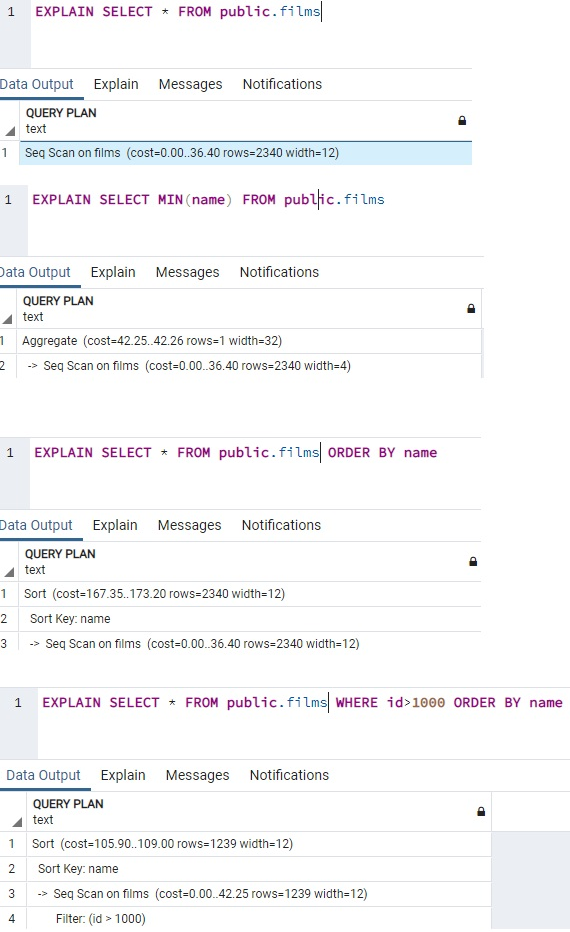 1 EXPLAIN SELECT * FROM public.films
Data Output Explain Messages Notifications
QUERY PLAN
text
1 Seq Scan on films (cost=0.00..36.40 rows=2340 width=12)
1 EXPLAIN SELECT MIN(name) FROM public.films
Data Output Explain Messages Notifications
QUERY PLAN
text
1 Aggregate (cost=42.25..42.26 rows=1 width=32)
2 -> Seq Scan on films (cost=0.00..36.40 rows=2340 width=4)
1 EXPLAIN SELECT * FROM public.films ORDER BY name
Data Output Explain Messages Notifications
QUERY PLAN
text
1 Sort (cost=167.35..173.20 rows=2340 width=12)
2 Sort Key: name
3 -> Seq Scan on films (cost=0.00..36.40 rows=2340 width=12)
1 EXPLAIN SELECT * FROM public.films WHERE id>1000 ORDER BY name
Data Output Explain Messages Notifications
QUERY PLAN
text
1 Sort (cost=105.90..109.00 rows=1239 width=12)
2 Sort Key: name
3 -> Seq Scan on films (cost=0.00..42.25 rows=1239 width=12)
4 Filter: (id > 1000)